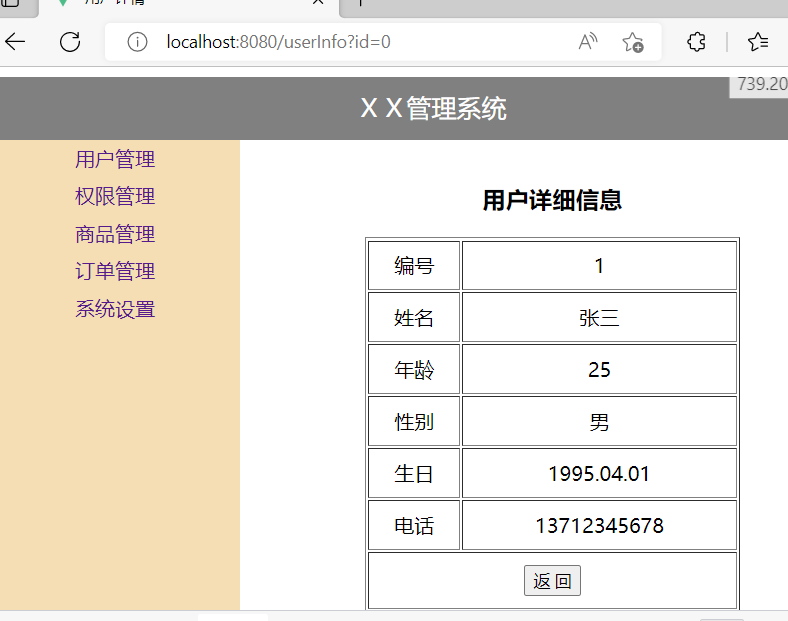 localhost:8080/userInfo?id=0
739.20
ＸＸ管理系统
用户管理
权限管理
商品管理
订单管理
系统设置
用户详细信息
编号 1
姓名 张三
年龄 25
性别 男
生日 1995.04.01
电话 13712345678
返 回